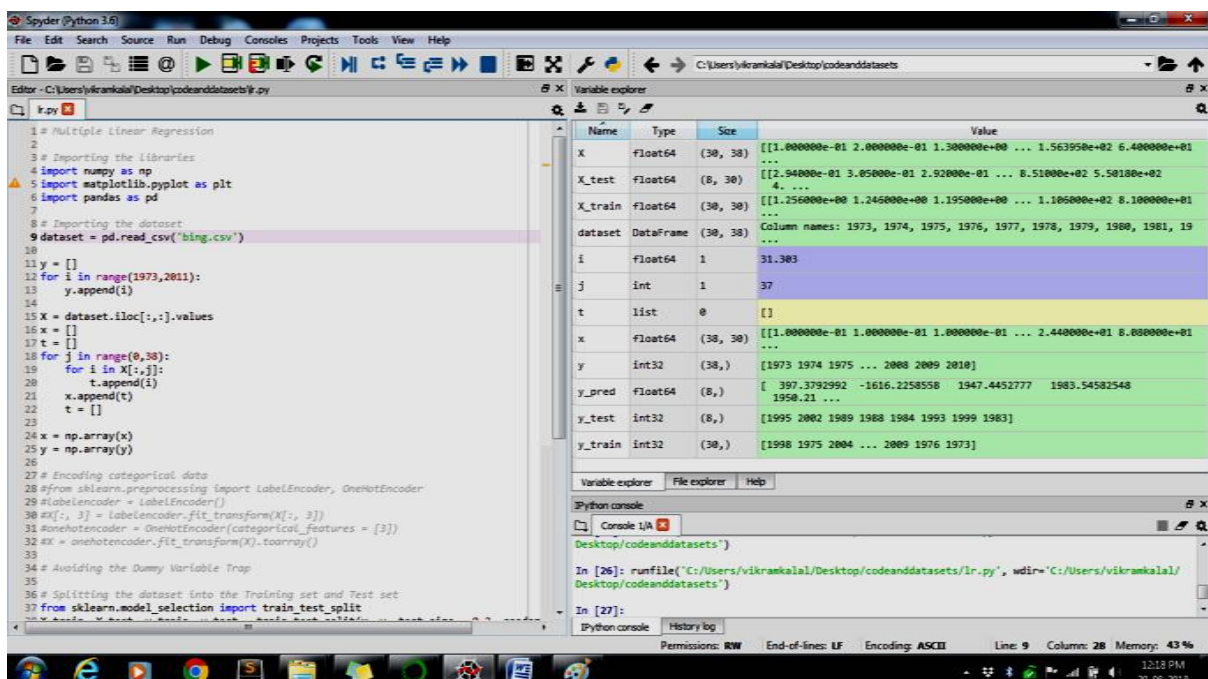 Spyder (Python 3.6)
File Edit Search Source Run Debug Consoles Projects Tools View Help
C:\Users\vikramkalal\Desktop\codeanddatasets
Editor - C:\Users\vikramkalal\Desktop\codeanddatasets\lr.py
lr.py
1 # Multiple Linear Regression
2
3 # Importing the libraries
4 import numpy as np
5 import matplotlib.pyplot as plt
6 import pandas as pd
7
8 # Importing the dataset
9 dataset = pd.read_csv('bing.csv')
10
11 y = []
12 for i in range(1973,2011):
13     y.append(i)
14
15 X = dataset.iloc[:,:].values
16 x = []
17 t = []
18 for j in range(0,38):
19     for i in X[:,j]:
20         t.append(i)
21     x.append(t)
22     t = []
23
24 x = np.array(x)
25 y = np.array(y)
26
27 # Encoding categorical data
28 #from sklearn.preprocessing import LabelEncoder, OneHotEncoder
29 #labelencoder = LabelEncoder()
30 #X[:, 3] = labelencoder.fit_transform(X[:, 3])
31 #onehotencoder = OneHotEncoder(categorical_features = [3])
32 #X = onehotencoder.fit_transform(X).toarray()
33
34 # Avoiding the Dummy Variable Trap
35
36 # Splitting the dataset into the Training set and Test set
37 from sklearn.model_selection import train_test_split
Variable explorer
Name Type Size Value
X float64 (30, 38) [[1.000000e-01 2.000000e-01 1.300000e+00 ... 1.563950e+02 6.400000e+01
...
X_test float64 (8, 30) [[2.94000e-01 3.05000e-01 2.92000e-01 ... 8.51000e+02 5.50180e+02
4. ...
X_train float64 (30, 30) [[1.256000e+00 1.246000e+00 1.195000e+00 ... 1.106000e+02 8.100000e+01
...
dataset DataFrame (30, 38) Column names: 1973, 1974, 1975, 1976, 1977, 1978, 1979, 1980, 1981, 19
...
i float64 1 31.303
j int 1 37
t list 0 []
x float64 (38, 30) [[1.000000e-01 1.000000e-01 1.000000e-01 ... 2.440000e+01 8.080000e+01
...
y int32 (38,) [1973 1974 1975 ... 2008 2009 2010]
y_pred float64 (8,) [ 397.3792992 -1616.2258558 1947.4452777 1983.54582548
1950.21 ...
y_test int32 (8,) [1995 2002 1989 1988 1984 1993 1999 1983]
y_train int32 (30,) [1998 1975 2004 ... 2009 1976 1973]
Variable explorer File explorer Help
IPython console
Console 1/A
Desktop/codeanddatasets')
In [26]: runfile('C:/Users/vikramkalal/Desktop/codeanddatasets/lr.py', wdir='C:/Users/vikramkalal/
Desktop/codeanddatasets')
In [27]:
IPython console History log
Permissions: RW End-of-lines: LF Encoding: ASCII Line: 9 Column: 28 Memory: 43 %
12:18 PM